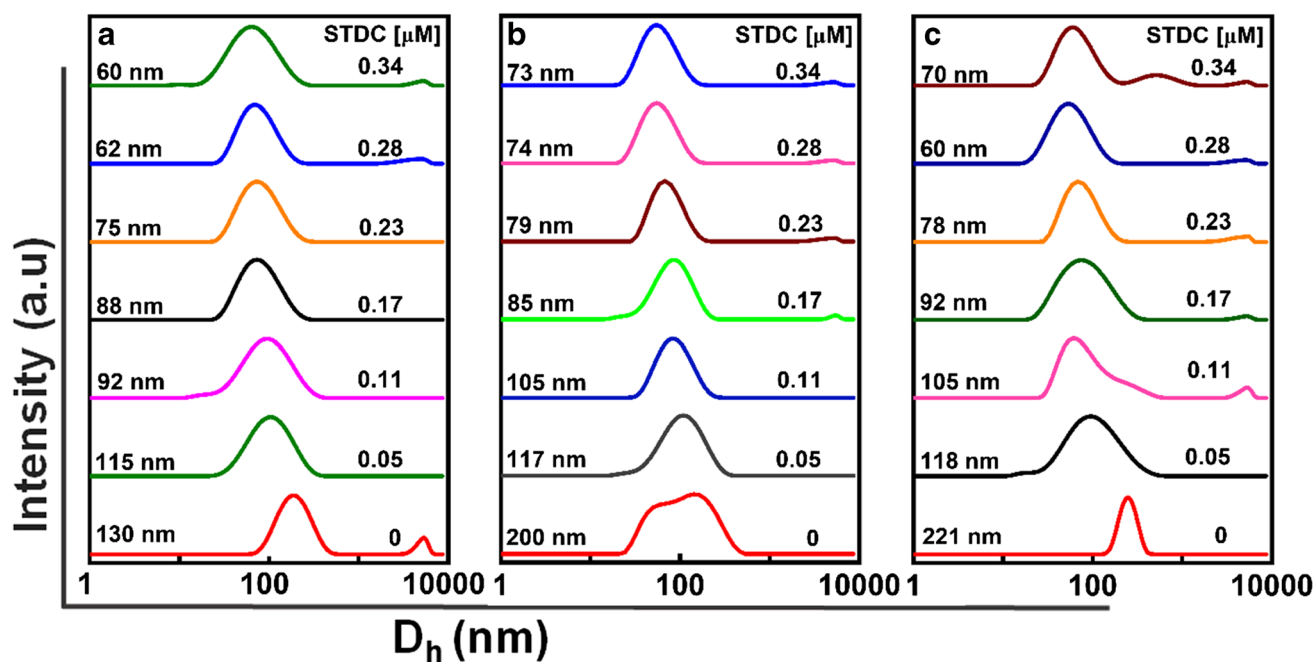 Intensity (a.u)
a STDC [µM]
60 nm 0.34
62 nm 0.28
75 nm 0.23
88 nm 0.17
92 nm 0.11
115 nm 0.05
130 nm 0
1 100 10000
b STDC [µM]
73 nm 0.34
74 nm 0.28
79 nm 0.23
85 nm 0.17
105 nm 0.11
117 nm 0.05
200 nm 0
1 100 10000
c STDC [µM]
70 nm 0.34
60 nm 0.28
78 nm 0.23
92 nm 0.17
105 nm 0.11
118 nm 0.05
221 nm 0
1 100 10000
Dh (nm)